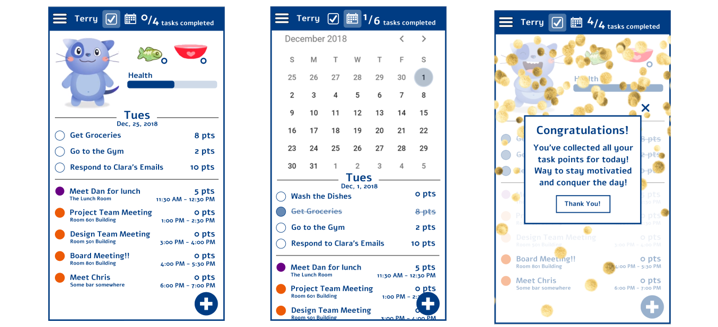 Terry 0/4 tasks completed
Health
Tues
Dec, 25, 2018
Get Groceries 8 pts
Go to the Gym 2 pts
Respond to Clara's Emails 10 pts
Meet Dan for lunch 5 pts
The Lunch Room 11:30 AM - 12:30 PM
Project Team Meeting 0 pts
Room 601 Building 1:00 PM - 2:30 PM
Design Team Meeting 0 pts
Room 501 Building 3:00 PM - 4:00 PM
Board Meeting!! 0 pts
Room 801 Building 4:00 PM - 5:30 PM
Meet Chris 0 pts
Some bar somewhere 6:00 PM - 7:00 PM
Terry 1/6 tasks completed
December 2018
S M T W T F S
25 26 27 28 29 30 1
2 3 4 5 6 7 8
9 10 11 12 13 14 15
16 17 18 19 20 21 22
23 24 25 26 27 28 29
30 31 1 2 3 4 5
Tues
Dec, 1, 2018
Wash the Dishes 0 pts
Get Groceries 8 pts
Go to the Gym 2 pts
Respond to Clara's Emails 10 pts
Meet Dan for lunch 5 pts
The Lunch Room 11:30 AM - 12:30 PM
Project Team Meeting 0 pts
Room 601 Building 1:00 PM - 2:
Design Team Meeting 0 pts
Terry 4/4 tasks completed
Health
Congratulations!
You've collected all your
task points for today!
Way to stay motivatied
and conquer the day!
Thank You!
8 pts
2 pts
10 pts
Design Team Meeting 0 pts
Board Meeting!! 0 pts
Room 801 Building 4:00 PM - 5:30 PM
Meet Chris 0 pts
Some bar somewhere 6:00 PM - 7:00 PM